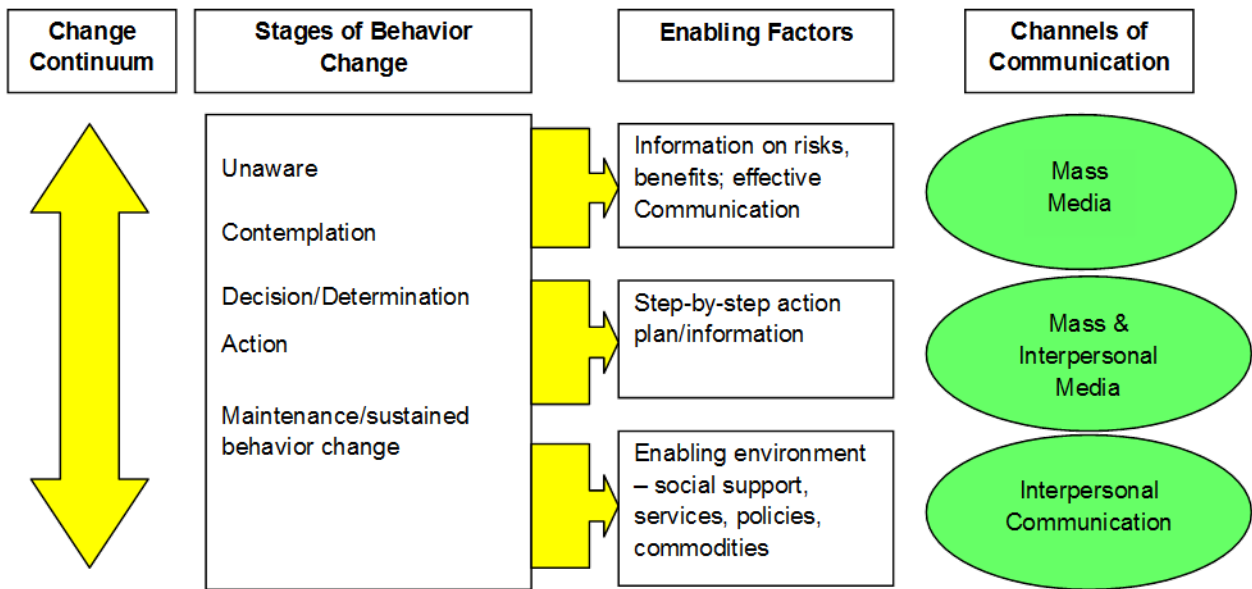 Change
Continuum
Stages of Behavior
Change
Enabling Factors
Channels of
Communication
Unaware
Contemplation
Decision/Determination
Action
Maintenance/sustained
behavior change
Information on risks,
benefits; effective
Communication
Step-by-step action
plan/information
Enabling environment
– social support,
services, policies,
commodities
Mass
Media
Mass &
Interpersonal
Media
Interpersonal
Communication